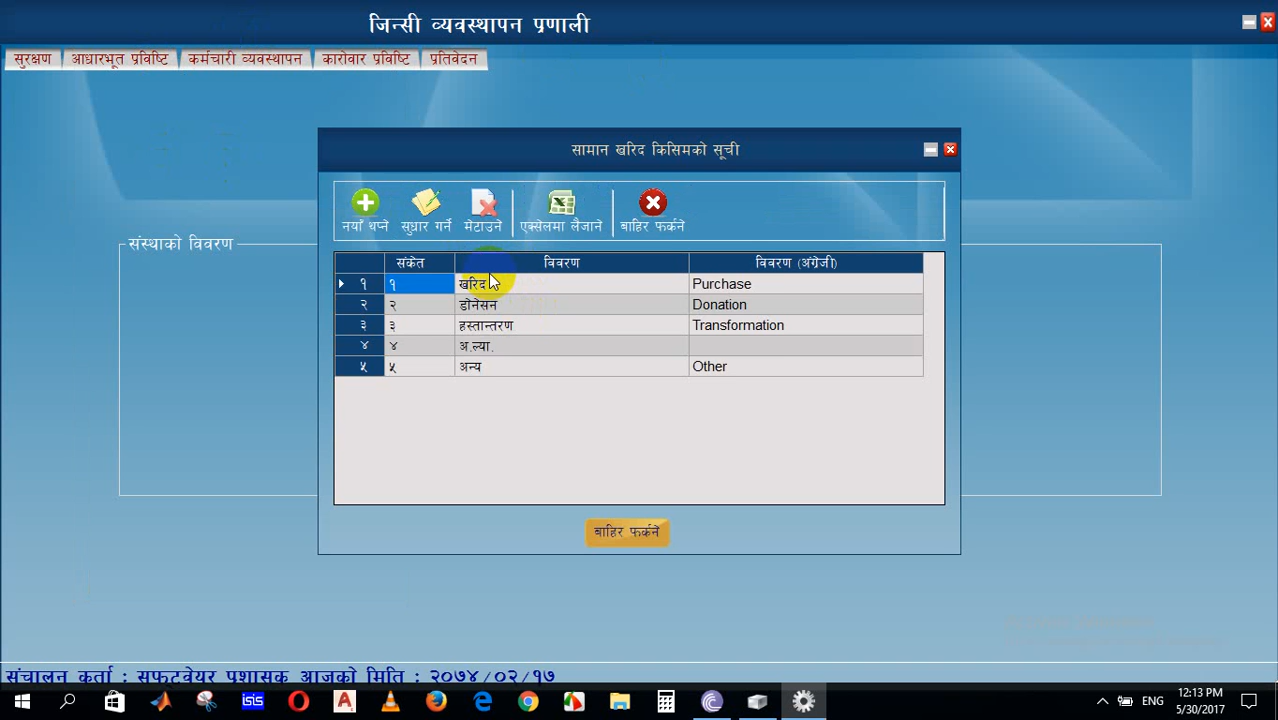 जिन्सी व्यवस्थापन प्रणाली
सुरक्षण आधारभूत प्रविष्टि कर्मचारी व्यवस्थापन कारोवार प्रविष्टि प्रतिवेदन
सामान खरिद किसिमको सूची
नयाँ थप्ने सुधार गर्ने मेटाउने एक्सेलमा लैजाने बाहिर फर्कने
संस्थाको विवरण
संकेत विवरण विवरण (अंग्रेजी)
१ १ खरिद Purchase
२ २ डोनेसन Donation
३ ३ हस्तान्तरण Transformation
४ ४ अ.ल्या.
५ ५ अन्य Other
बाहिर फर्कने
संचालन कर्ता : सफ्टवेयर प्रशासक आजको मिति : २०७४/०२/१७
isis ENG 12:13 PM
5/30/2017